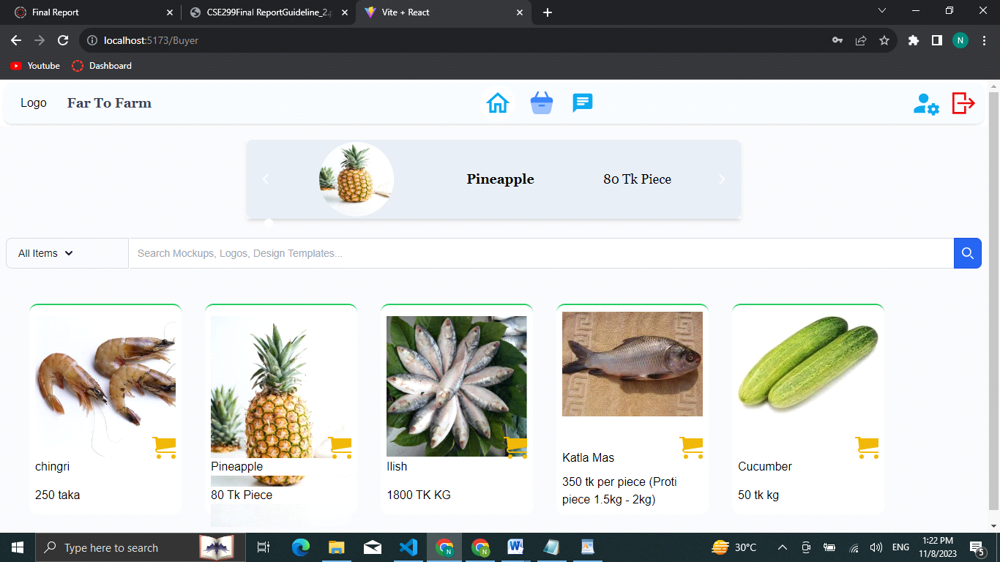 Final Report
CSE299Final ReportGuideline_2.p
Vite + React
localhost:5173/Buyer
N
Youtube
Dashboard
Logo
Far To Farm
Pineapple
80 Tk Piece
All Items
Search Mockups, Logos, Design Templates...
chingri
250 taka
Pineapple
80 Tk Piece
Ilish
1800 TK KG
Katla Mas
350 tk per piece (Proti
piece 1.5kg - 2kg)
Cucumber
50 tk kg
Type here to search
30°C
ENG
1:22 PM
11/8/2023
5